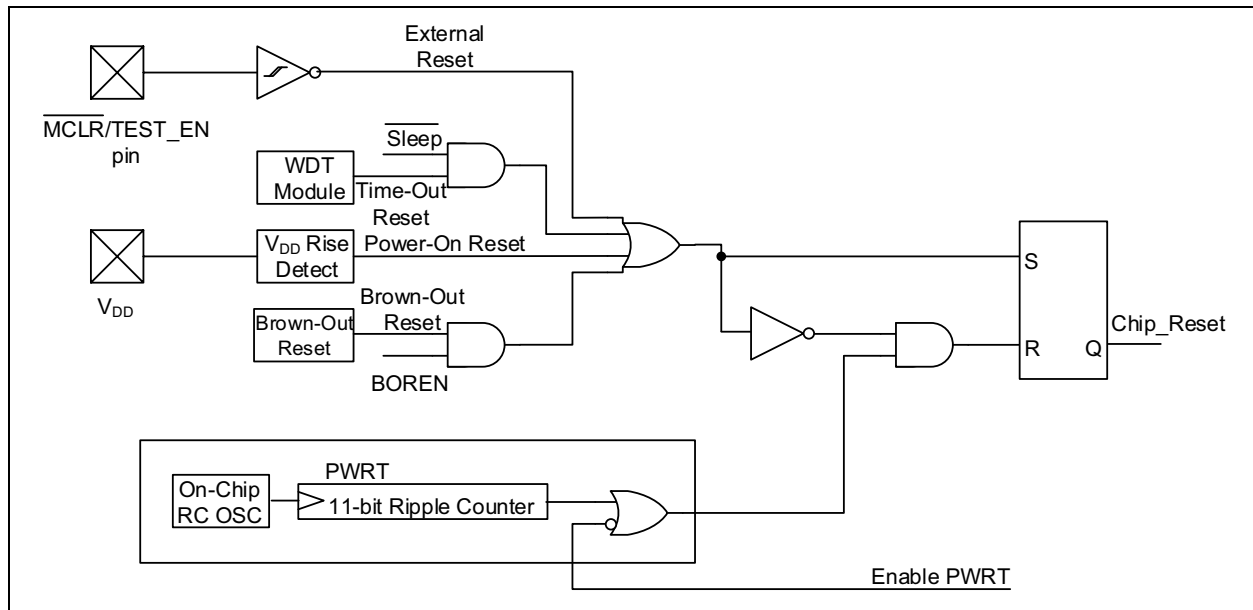 External
Reset
MCLR/TEST_EN
pin
Sleep
WDT
Module
Time-Out
Reset
VDD Rise
Detect
Power-On Reset
VDD
Brown-Out
Reset
Brown-Out
Reset
BOREN
S
R
Q
Chip_Reset
PWRT
On-Chip
RC OSC
11-bit Ripple Counter
Enable PWRT